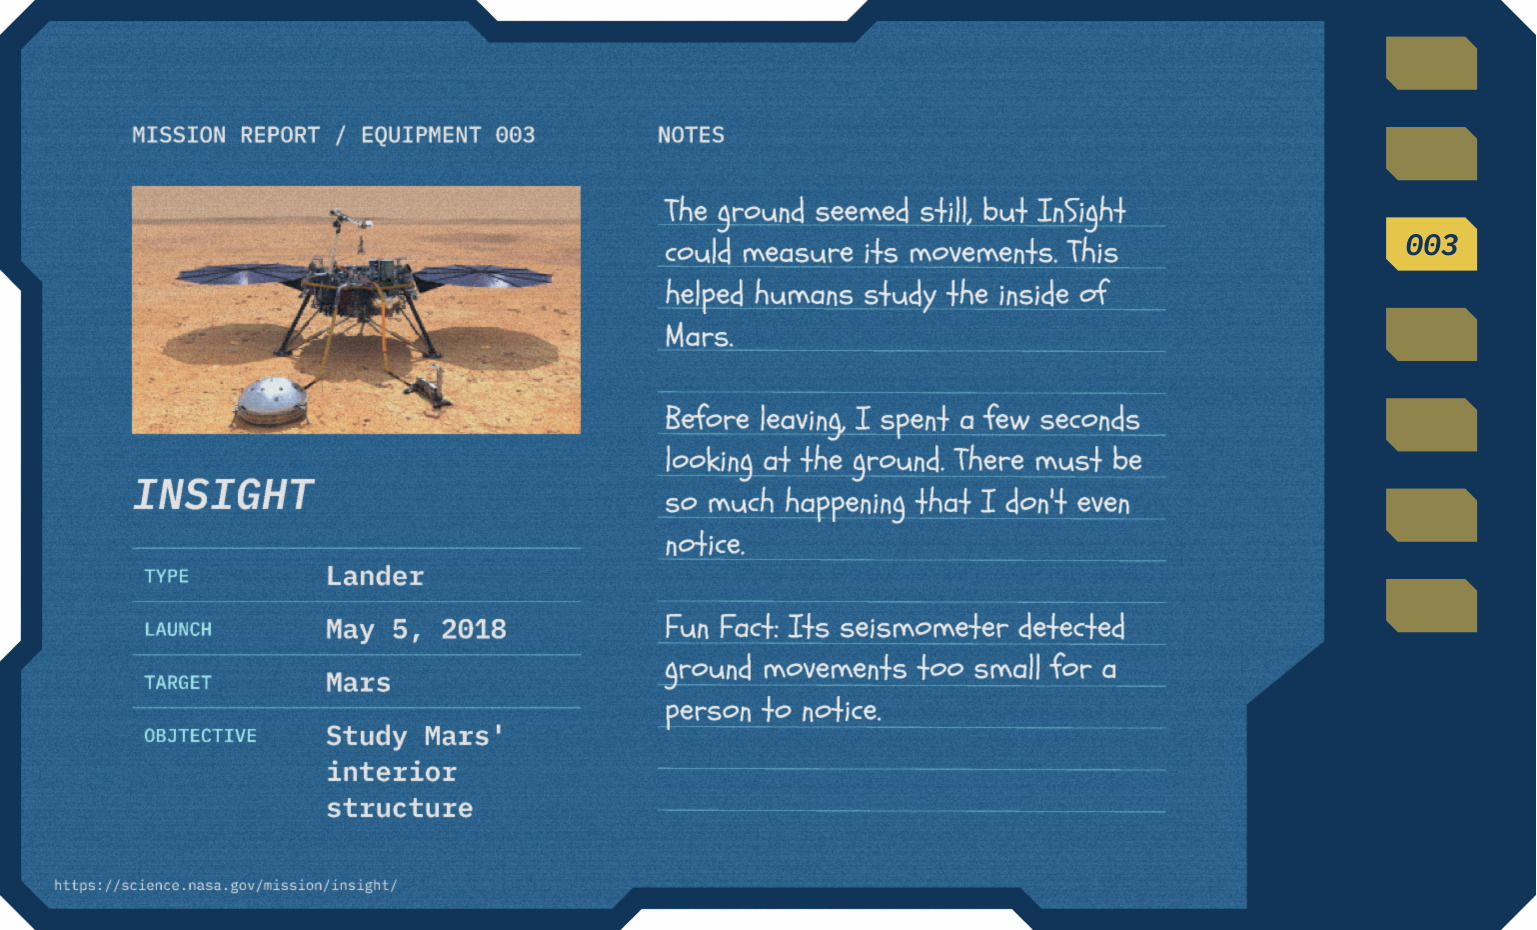 MISSION REPORT / EQUIPMENT 003
INSIGHT
TYPE Lander
LAUNCH May 5, 2018
TARGET Mars
OBJTECTIVE Study Mars'
interior
structure
https://science.nasa.gov/mission/insight/
NOTES
The ground seemed still, but InSight
could measure its movements. This
helped humans study the inside of
Mars.
Before leaving, I spent a few seconds
looking at the ground. There must be
so much happening that I don't even
notice.
Fun Fact: Its seismometer detected
ground movements too small for a
person to notice.
003